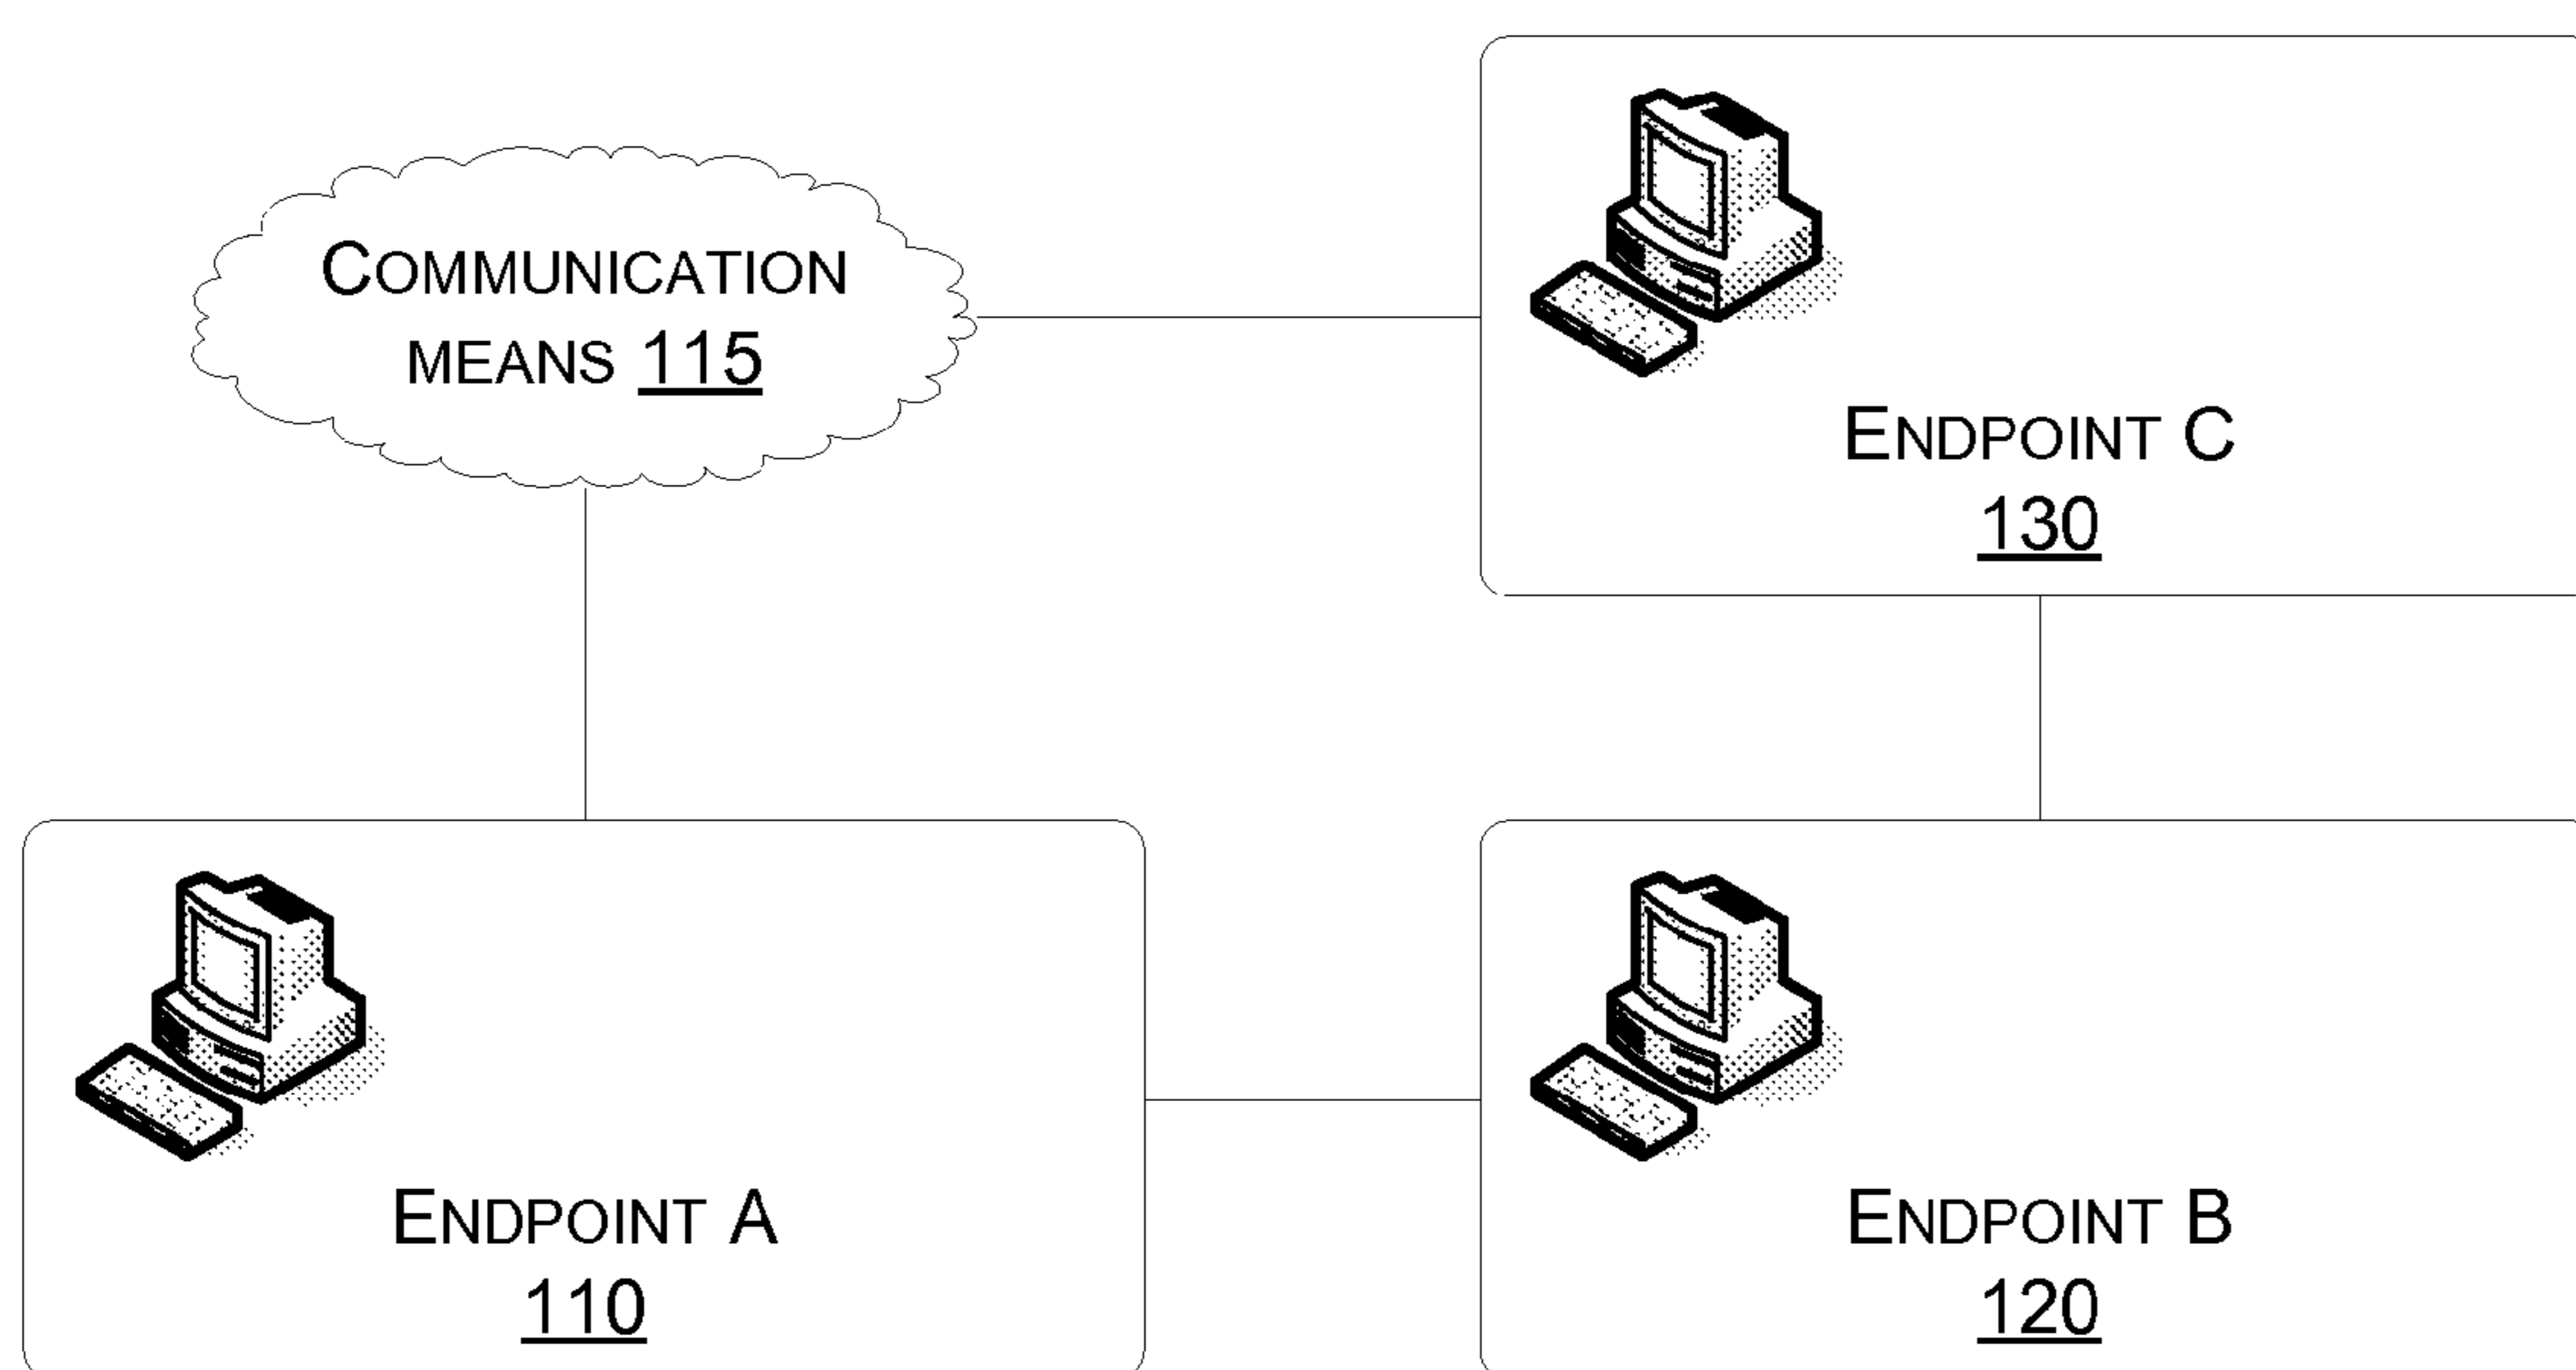 COMMUNICATION
MEANS 115
ENDPOINT C
130
ENDPOINT A
110
ENDPOINT B
120